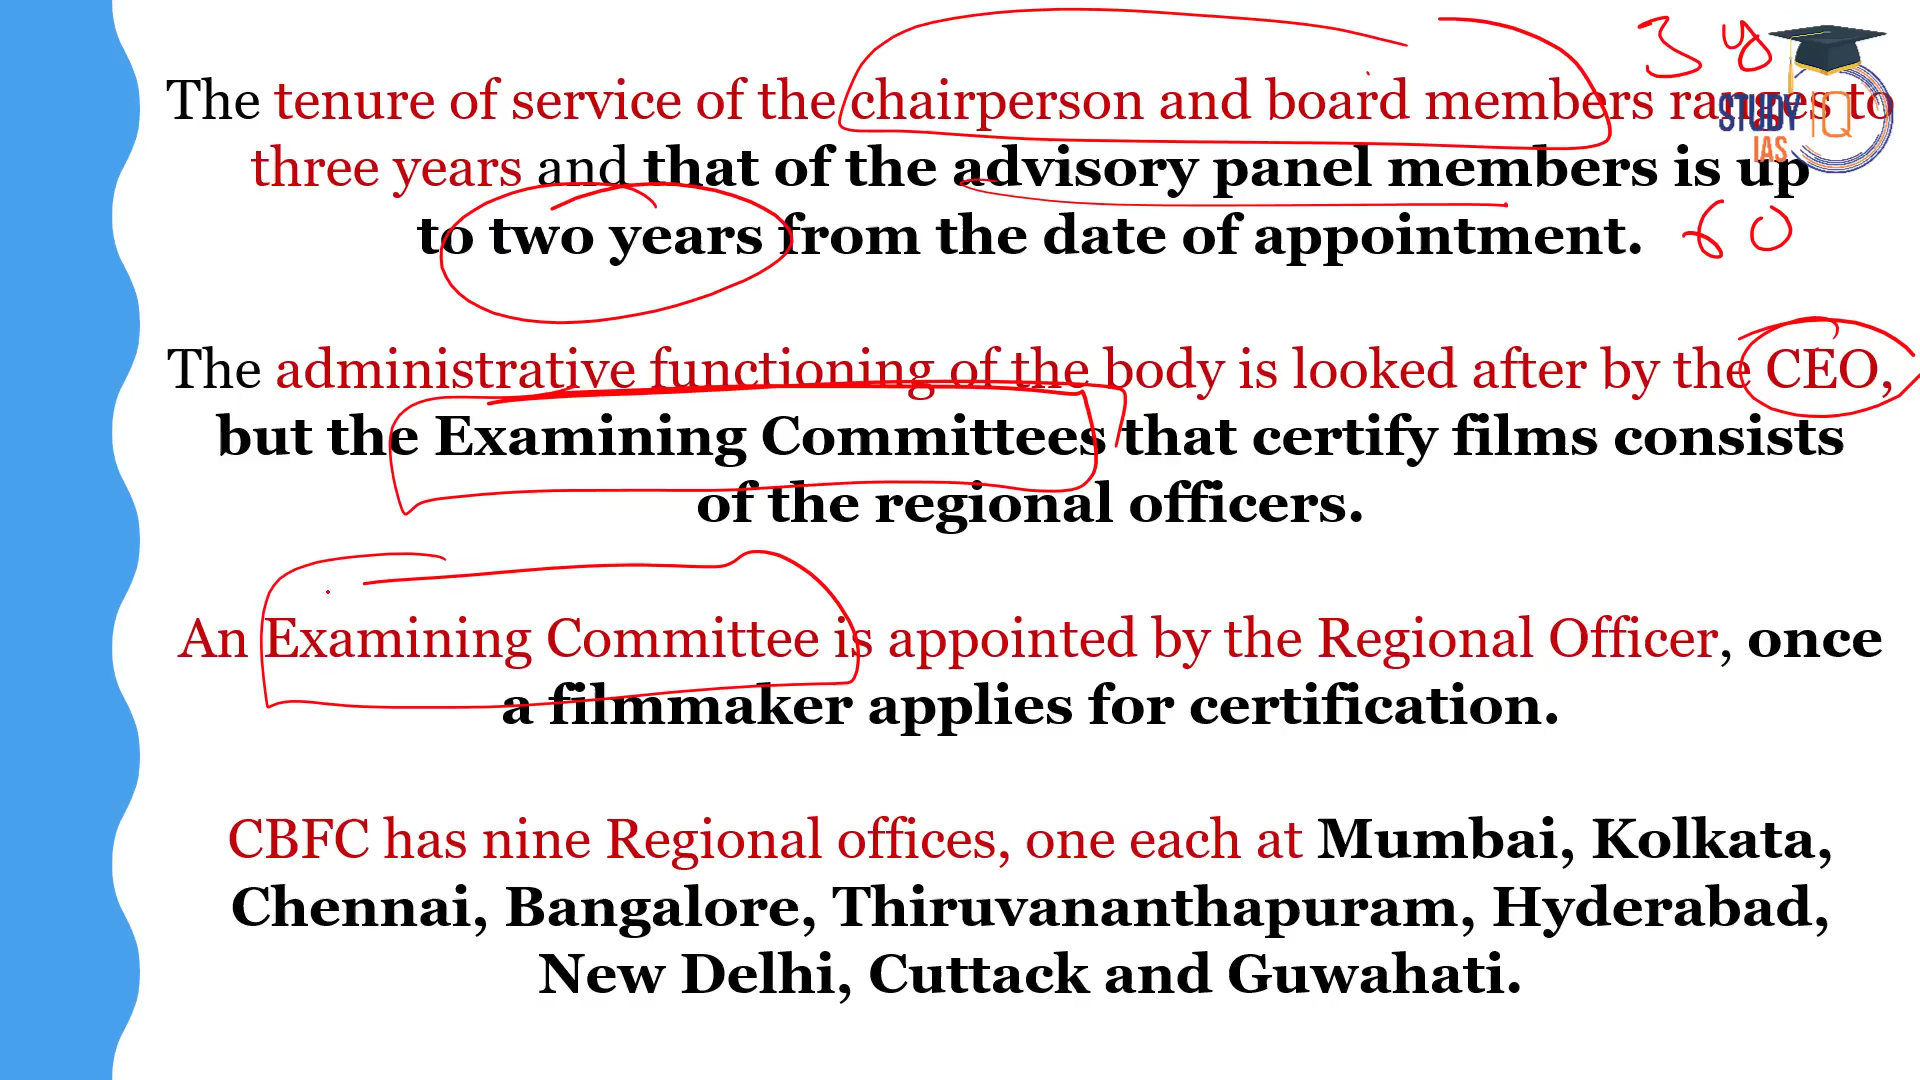 3 y
The tenure of service of the chairperson and board members ranges to
STUDY IQ
IAS
three years and that of the advisory panel members is up
to two years from the date of appointment.
60
The administrative functioning of the body is looked after by the CEO,
but the Examining Committees that certify films consists
of the regional officers.
An Examining Committee is appointed by the Regional Officer, once
a filmmaker applies for certification.
CBFC has nine Regional offices, one each at Mumbai, Kolkata,
Chennai, Bangalore, Thiruvananthapuram, Hyderabad,
New Delhi, Cuttack and Guwahati.